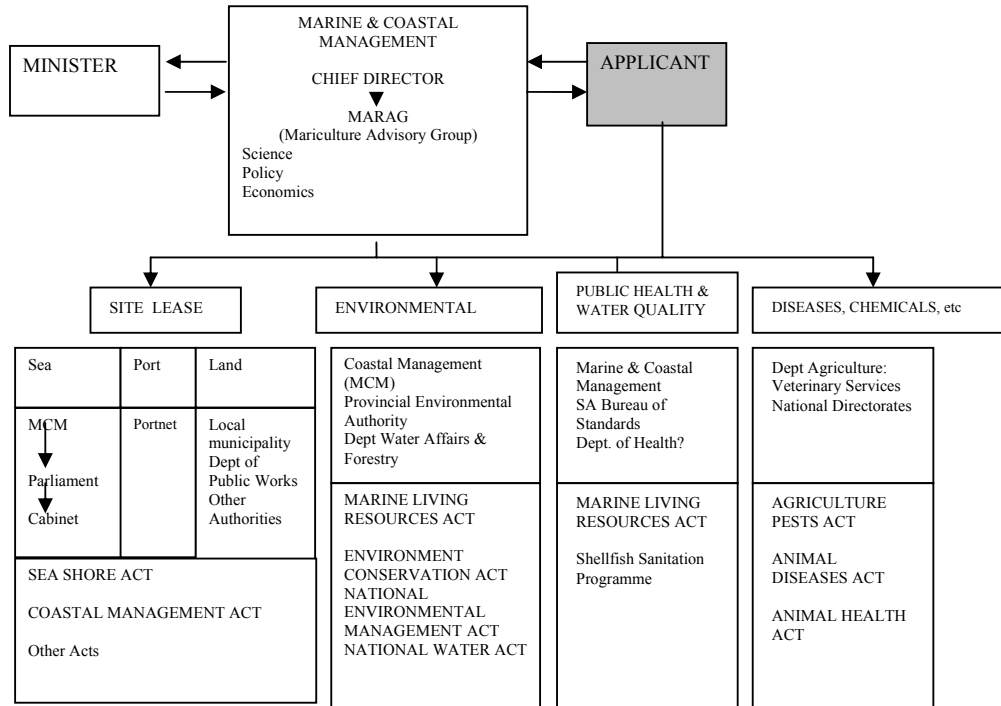 MINISTER
MARINE & COASTAL
MANAGEMENT
CHIEF DIRECTOR
MARAG
(Mariculture Advisory Group)
Science
Policy
Economics
APPLICANT
SITE LEASE
ENVIRONMENTAL
PUBLIC HEALTH &
WATER QUALITY
DISEASES, CHEMICALS, etc
Sea
Port
Land
MCM
Parliament
Cabinet
Portnet
Local
municipality
Dept of
Public Works
Other
Authorities
SEA SHORE ACT
COASTAL MANAGEMENT ACT
Other Acts
Coastal Management
(MCM)
Provincial Environmental
Authority
Dept Water Affairs &
Forestry
MARINE LIVING
RESOURCES ACT
ENVIRONMENT
CONSERVATION ACT
NATIONAL
ENVIRONMENTAL
MANAGEMENT ACT
NATIONAL WATER ACT
Marine & Coastal
Management
SA Bureau of
Standards
Dept. of Health?
MARINE LIVING
RESOURCES ACT
Shellfish Sanitation
Programme
Dept Agriculture:
Veterinary Services
National Directorates
AGRICULTURE
PESTS ACT
ANIMAL
DISEASES ACT
ANIMAL HEALTH
ACT